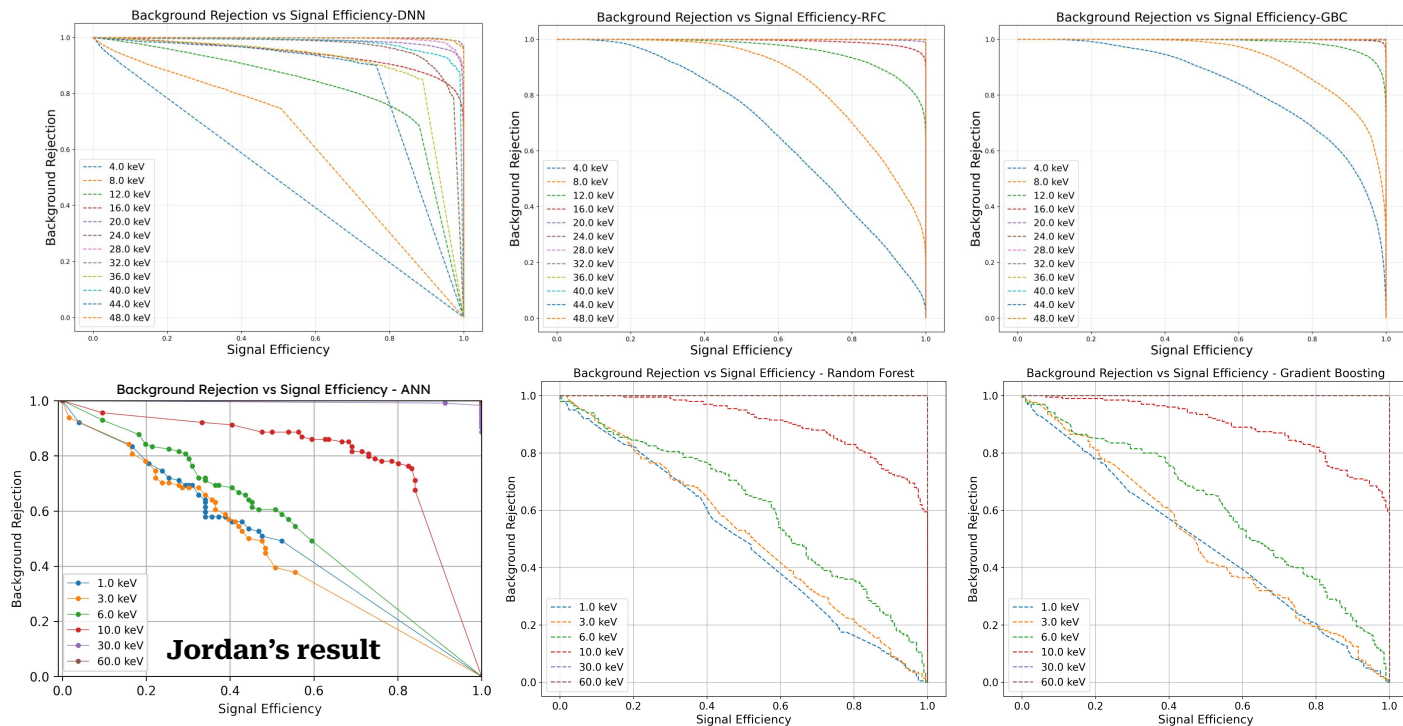 Background Rejection vs Signal Efficiency-DNN
Background Rejection
1.0
0.8
0.6
0.4
0.2
0.0
4.0 keV
8.0 keV
12.0 keV
16.0 keV
20.0 keV
24.0 keV
28.0 keV
32.0 keV
36.0 keV
40.0 keV
44.0 keV
48.0 keV
0.0 0.2 0.4 0.6 0.8 1.0
Signal Efficiency
Background Rejection vs Signal Efficiency-RFC
Background Rejection
1.0
0.8
0.6
0.4
0.2
0.0
4.0 keV
8.0 keV
12.0 keV
16.0 keV
20.0 keV
24.0 keV
28.0 keV
32.0 keV
36.0 keV
40.0 keV
44.0 keV
48.0 keV
0.0 0.2 0.4 0.6 0.8 1.0
Signal Efficiency
Background Rejection vs Signal Efficiency-GBC
Background Rejection
1.0
0.8
0.6
0.4
0.2
0.0
4.0 keV
8.0 keV
12.0 keV
16.0 keV
20.0 keV
24.0 keV
28.0 keV
32.0 keV
36.0 keV
40.0 keV
44.0 keV
48.0 keV
0.0 0.2 0.4 0.6 0.8 1.0
Signal Efficiency
Background Rejection vs Signal Efficiency - ANN
Background Rejection
1.0
0.8
0.6
0.4
0.2
0.0
1.0 keV
3.0 keV
6.0 keV
10.0 keV
30.0 keV
60.0 keV
Jordan's result
0.0 0.2 0.4 0.6 0.8 1.0
Signal Efficiency
Background Rejection vs Signal Efficiency - Random Forest
Background Rejection
1.0
0.8
0.6
0.4
0.2
0.0
1.0 keV
3.0 keV
6.0 keV
10.0 keV
30.0 keV
60.0 keV
0.0 0.2 0.4 0.6 0.8 1.0
Signal Efficiency
Background Rejection vs Signal Efficiency - Gradient Boosting
Background Rejection
1.0
0.8
0.6
0.4
0.2
0.0
1.0 keV
3.0 keV
6.0 keV
10.0 keV
30.0 keV
60.0 keV
0.0 0.2 0.4 0.6 0.8 1.0
Signal Efficiency